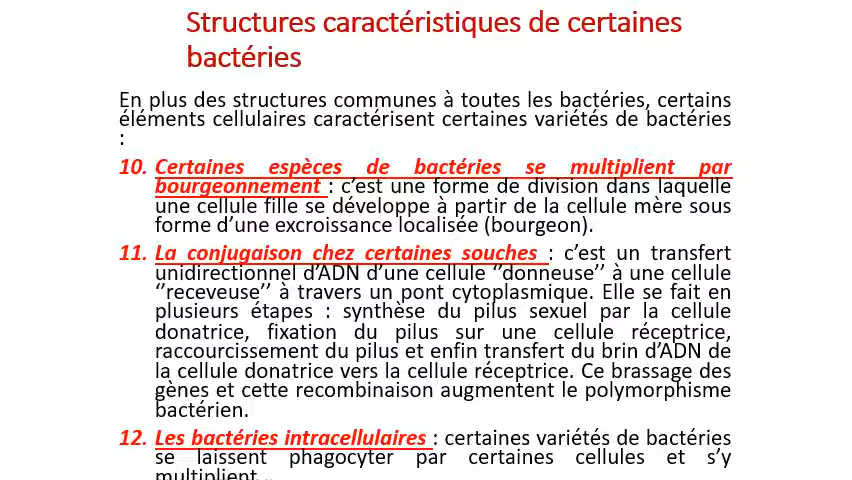 Structures caractéristiques de certaines
bactéries
En plus des structures communes à toutes les bactéries, certains
éléments cellulaires caractérisent certaines variétés de bactéries
:
10. Certaines espèces de bactéries se multiplient par
bourgeonnement : c’est une forme de division dans laquelle
une cellule fille se développe à partir de la cellule mère sous
forme d’une excroissance localisée (bourgeon).
11. La conjugaison chez certaines souches : c’est un transfert
unidirectionnel d’ADN d’une cellule ‘’donneuse’’ à une cellule
‘’receveuse’’ à travers un pont cytoplasmique. Elle se fait en
plusieurs étapes : synthèse du pilus sexuel par la cellule
donatrice, fixation du pilus sur une cellule réceptrice,
raccourcissement du pilus et enfin transfert du brin d’ADN de
la cellule donatrice vers la cellule réceptrice. Ce brassage des
gènes et cette recombinaison augmentent le polymorphisme
bactérien.
12. Les bactéries intracellulaires : certaines variétés de bactéries
se laissent phagocyter par certaines cellules et s’y
multiplient...